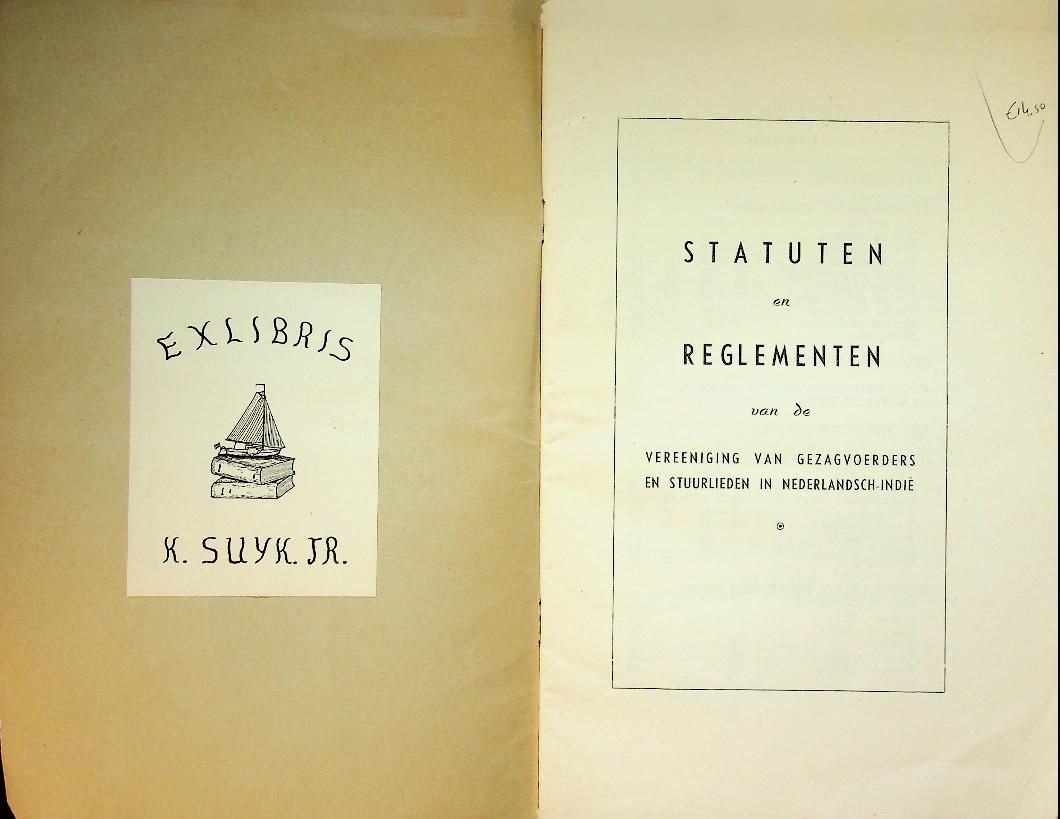 EXLIBRIS
K. SUYK. JR.
€14.50
STATUTEN
en
REGLEMENTEN
van de
VEREENIGING VAN GEZAGVOERDERS
EN STUURLIEDEN IN NEDERLANDSCH-INDIË